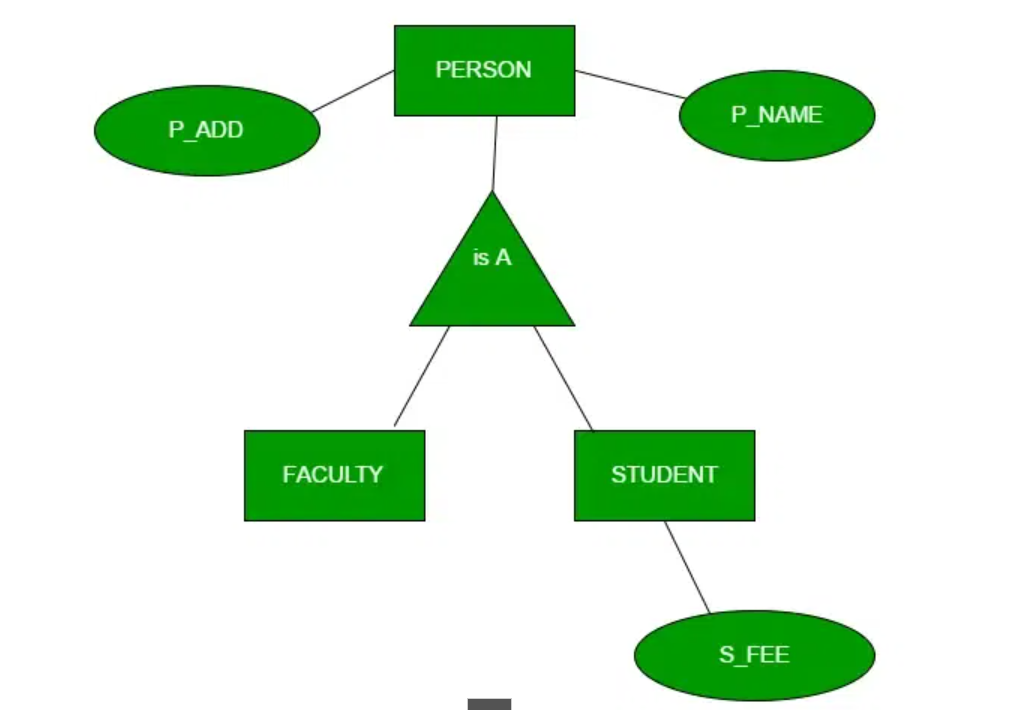 PERSON
P_ADD
P_NAME
is A
FACULTY
STUDENT
S_FEE